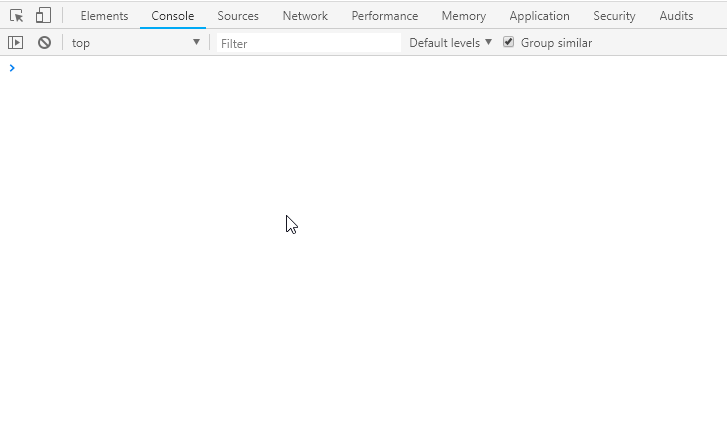 Elements Console Sources Network Performance Memory Application Security Audits
top Filter Default levels Group similar